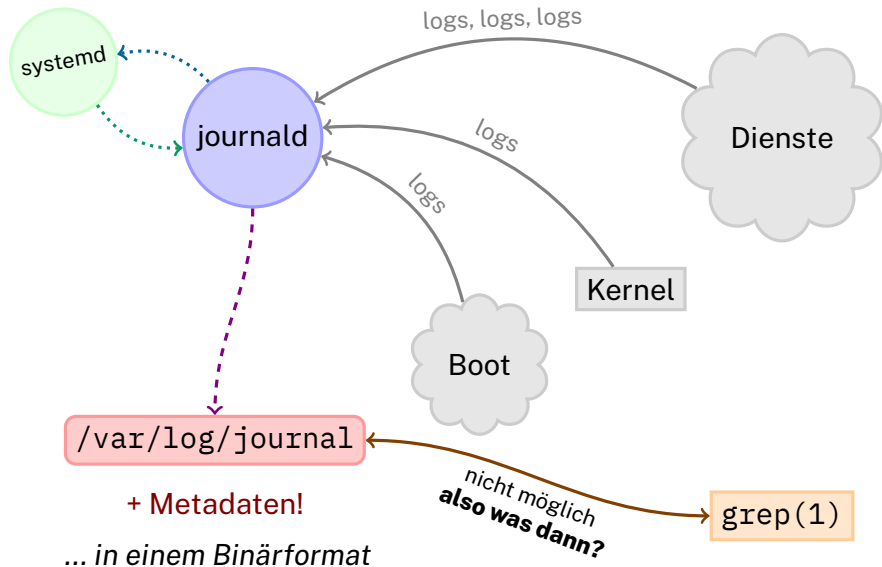 logs, logs, logs
systemd
journald
logs
Dienste
logs
Kernel
Boot
/var/log/journal
nicht möglich
also was dann?
+ Metadaten!
grep(1)
... in einem Binärformat